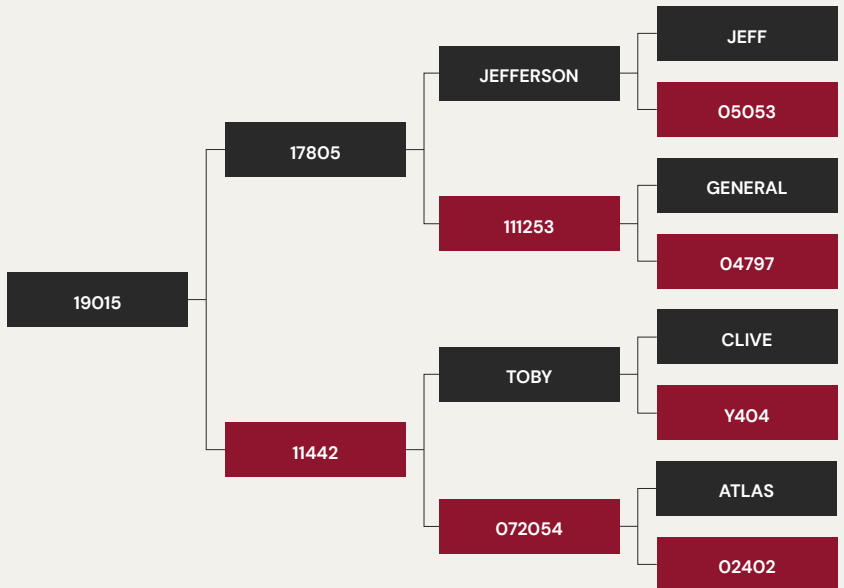 JEFF
JEFFERSON
05053
17805
GENERAL
111253
04797
19015
CLIVE
TOBY
Y404
11442
ATLAS
072054
02402